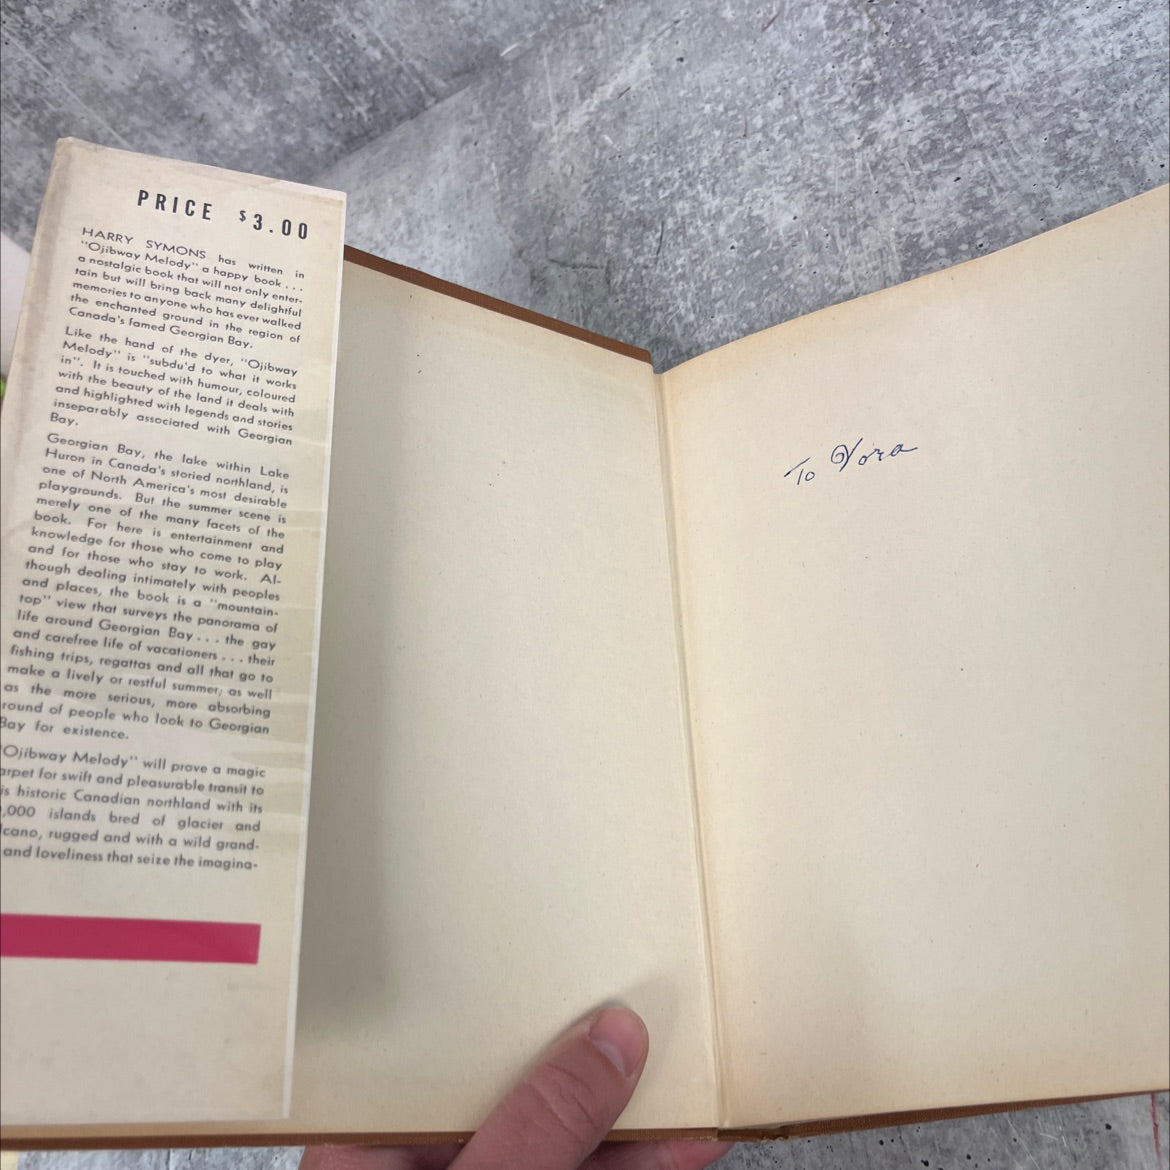 PRICE $3.00
HARRY SYMONS has written in
"Ojibway Melody" a happy book . . .
a nostalgic book that will not only enter-
tain but will bring back many delightful
memories to anyone who has ever walked
the enchanted ground in the region of
Canada's famed Georgian Bay.
Like the hand of the dyer, "Ojibway
Melody" is "subdu'd to what it works
in". It is touched with humour, coloured
with the beauty of the land it deals with
and highlighted with legends and stories
inseparably associated with Georgian
Bay.
Georgian Bay, the lake within Lake
Huron in Canada's storied northland, is
one of North America's most desirable
playgrounds. But the summer scene is
merely one of the many facets of the
book. For here is entertainment and
knowledge for those who come to play
and for those who stay to work. Al-
though dealing intimately with peoples
and places, the book is a "mountain-
top" view that surveys the panorama of
life around Georgian Bay . . . the gay
and carefree life of vacationers . . . their
fishing trips, regattas and all that go to
make a lively or restful summer; as well
as the more serious, more absorbing
round of people who look to Georgian
Bay for existence.
"Ojibway Melody" will prove a magic
arpet for swift and pleasurable transit to
is historic Canadian northland with its
,000 islands bred of glacier and
lcano, rugged and with a wild grand-
and loveliness that seize the imagina-
To